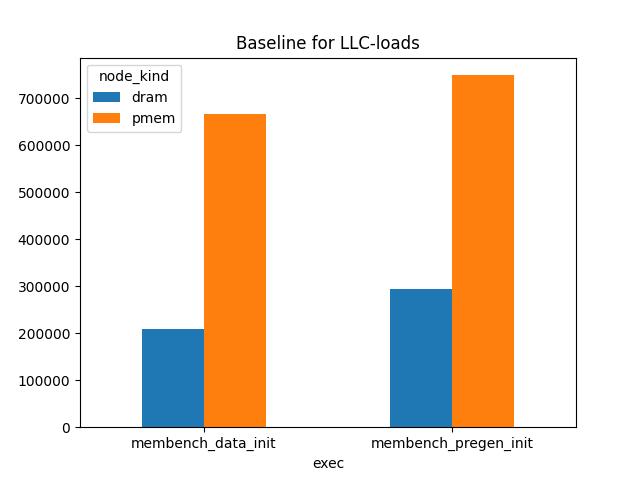 Baseline for LLC-loads
node_kind
dram
pmem
700000
600000
500000
400000
300000
200000
100000
0
membench_data_init
membench_pregen_init
exec